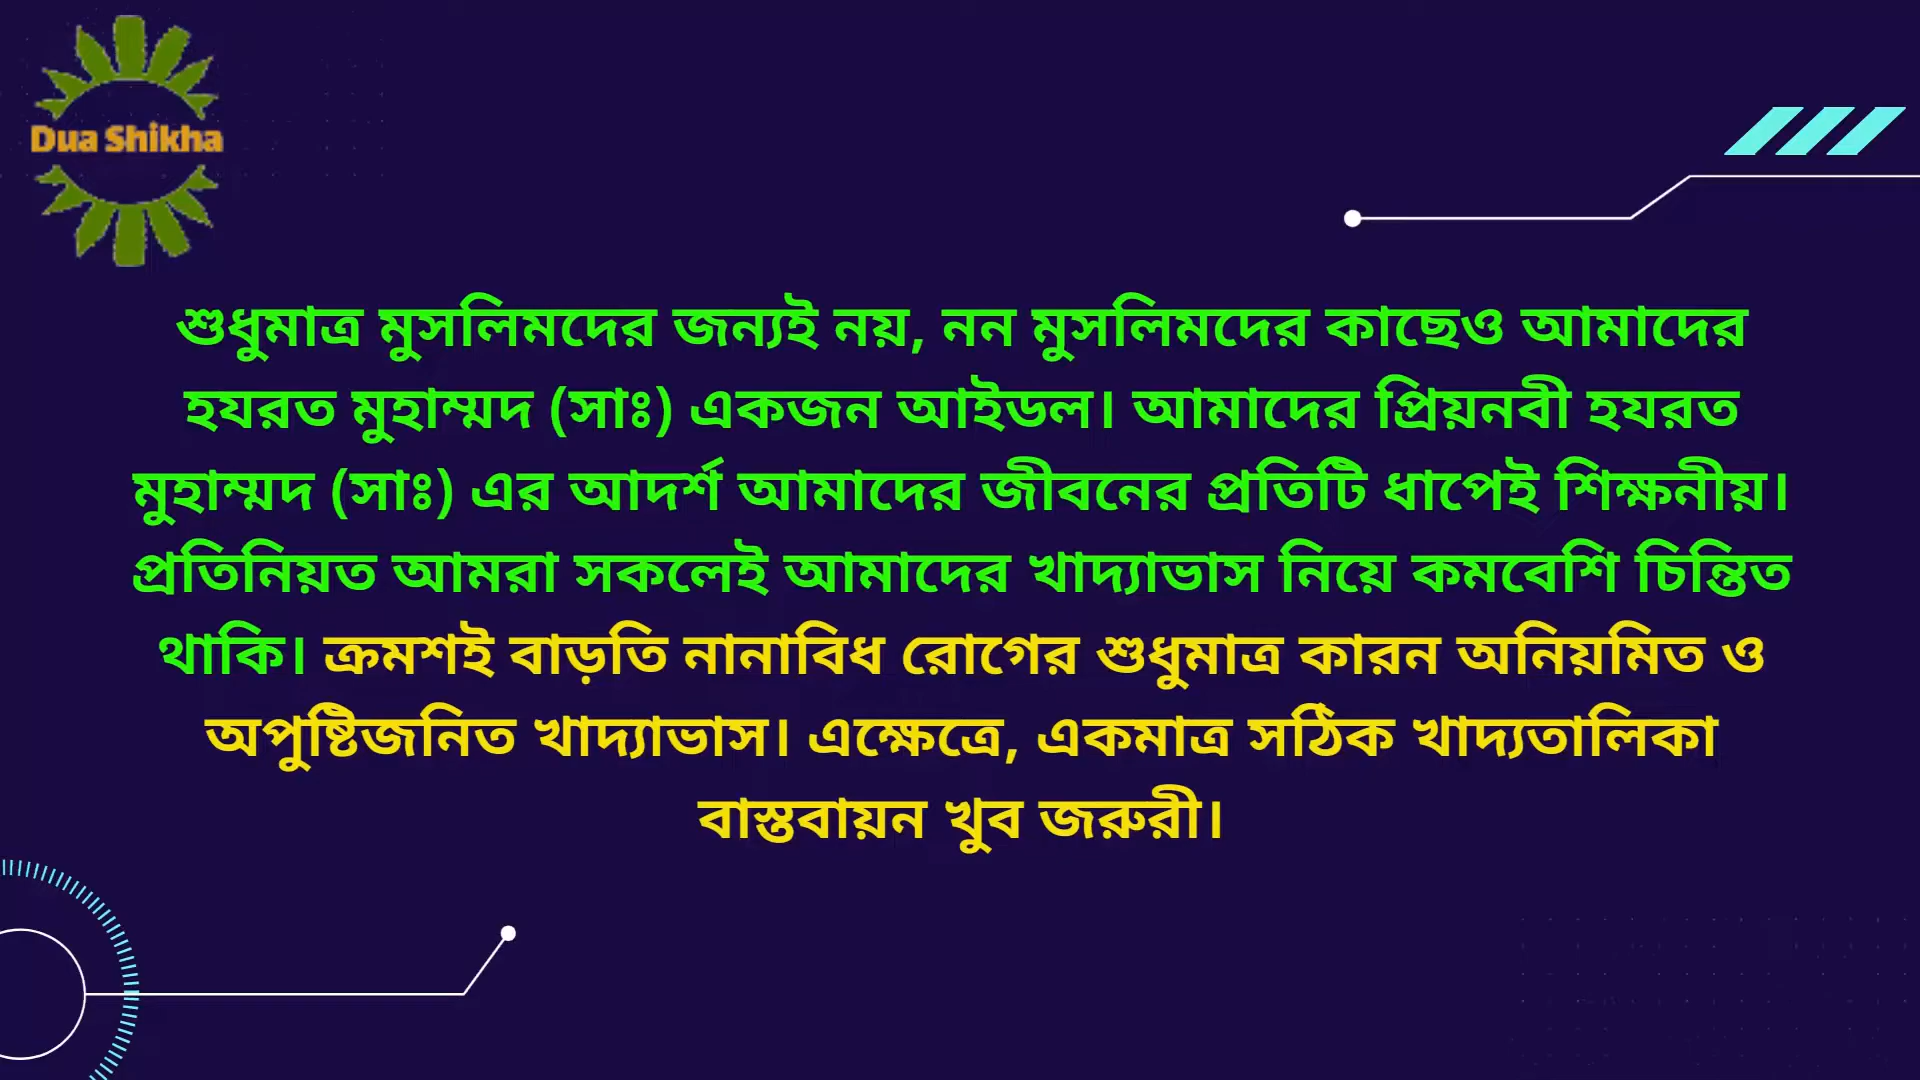 Dua Shikha
শুধুমাত্র মুসলিমদের জন্যই নয়, নন মুসলিমদের কাছেও আমাদের
হযরত মুহাম্মদ (সাঃ) একজন আইডল। আমাদের প্রিয়নবী হযরত
মুহাম্মদ (সাঃ) এর আদর্শ আমাদের জীবনের প্রতিটি ধাপেই শিক্ষনীয়।
প্রতিনিয়ত আমরা সকলেই আমাদের খাদ্যাভাস নিয়ে কমবেশি চিন্তিত
থাকি। ক্রমশই বাড়তি নানাবিধ রোগের শুধুমাত্র কারন অনিয়মিত ও
অপুষ্টিজনিত খাদ্যাভাস। এক্ষেত্রে, একমাত্র সঠিক খাদ্যতালিকা
বাস্তবায়ন খুব জরুরী।